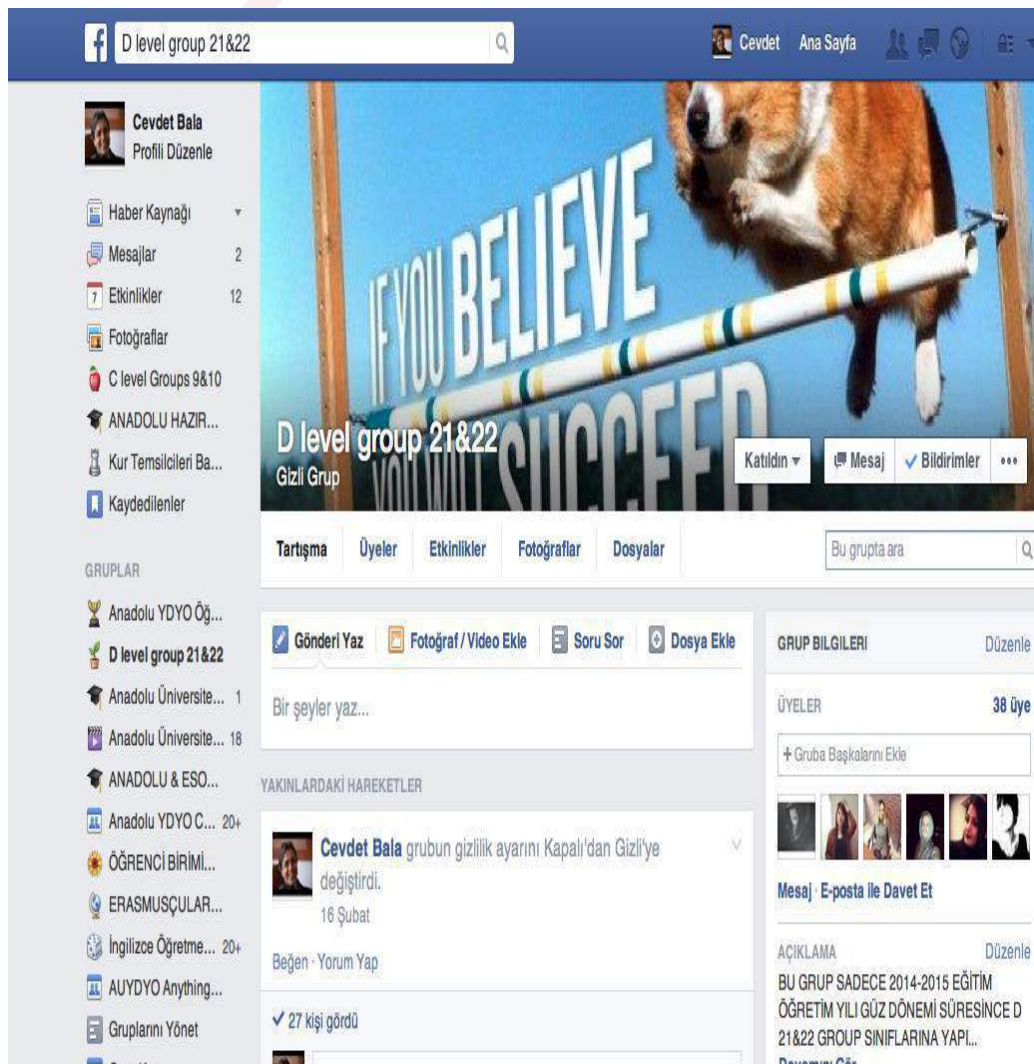 D level group 21&22
Cevdet Ana Sayfa
Cevdet Bala
Profili Düzenle
Haber Kaynağı
Mesajlar 2
7 Etkinlikler 12
Fotoğraflar
C level Groups 9&10
ANADOLU HAZIR...
Kur Temsilcileri Ba...
Kaydedilenler
GRUPLAR
Anadolu YDYO Öğ...
D level group 21&22
Anadolu Üniversite... 1
Anadolu Üniversite... 18
ANADOLU & ESO...
Anadolu YDYO C... 20+
ÖĞRENCİ BİRİMİ...
ERASMUSÇULAR...
İngilizce Öğretme... 20+
AUYDYO Anything...
Gruplarını Yönet
IF YOU BELIEVE
YOU WILL SUCCEED
D level group 21&22
Gizli Grup
Katıldın Mesaj Bildirimler
Tartışma Üyeler Etkinlikler Fotoğraflar Dosyalar
Bu grupta ara
Gönderi Yaz Fotoğraf / Video Ekle Soru Sor Dosya Ekle
Bir şeyler yaz...
YAKINLARDAKİ HAREKETLER
Cevdet Bala grubun gizlilik ayarını Kapalı'dan Gizli'ye
değiştirdi.
16 Şubat
Beğen · Yorum Yap
27 kişi gördü
GRUP BİLGİLERİ Düzenle
ÜYELER 38 üye
+ Gruba Başkalarını Ekle
Mesaj · E-posta ile Davet Et
AÇIKLAMA Düzenle
BU GRUP SADECE 2014-2015 EĞİTİM
ÖĞRETİM YILI GÜZ DÖNEMİ SÜRESİNCE D
21&22 GROUP SINIFLARINA YAPI...